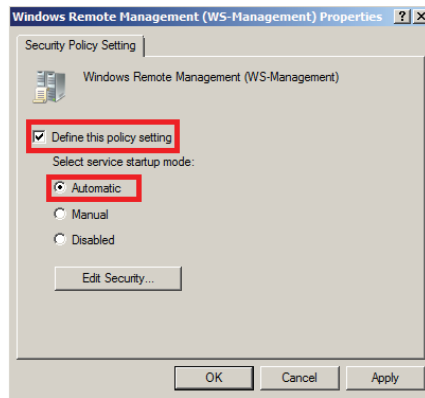 Windows Remote Management (WS-Management) Properties
Security Policy Setting
Windows Remote Management (WS-Management)
Define this policy setting
Select service startup mode:
Automatic
Manual
Disabled
Edit Security...
OK Cancel Apply